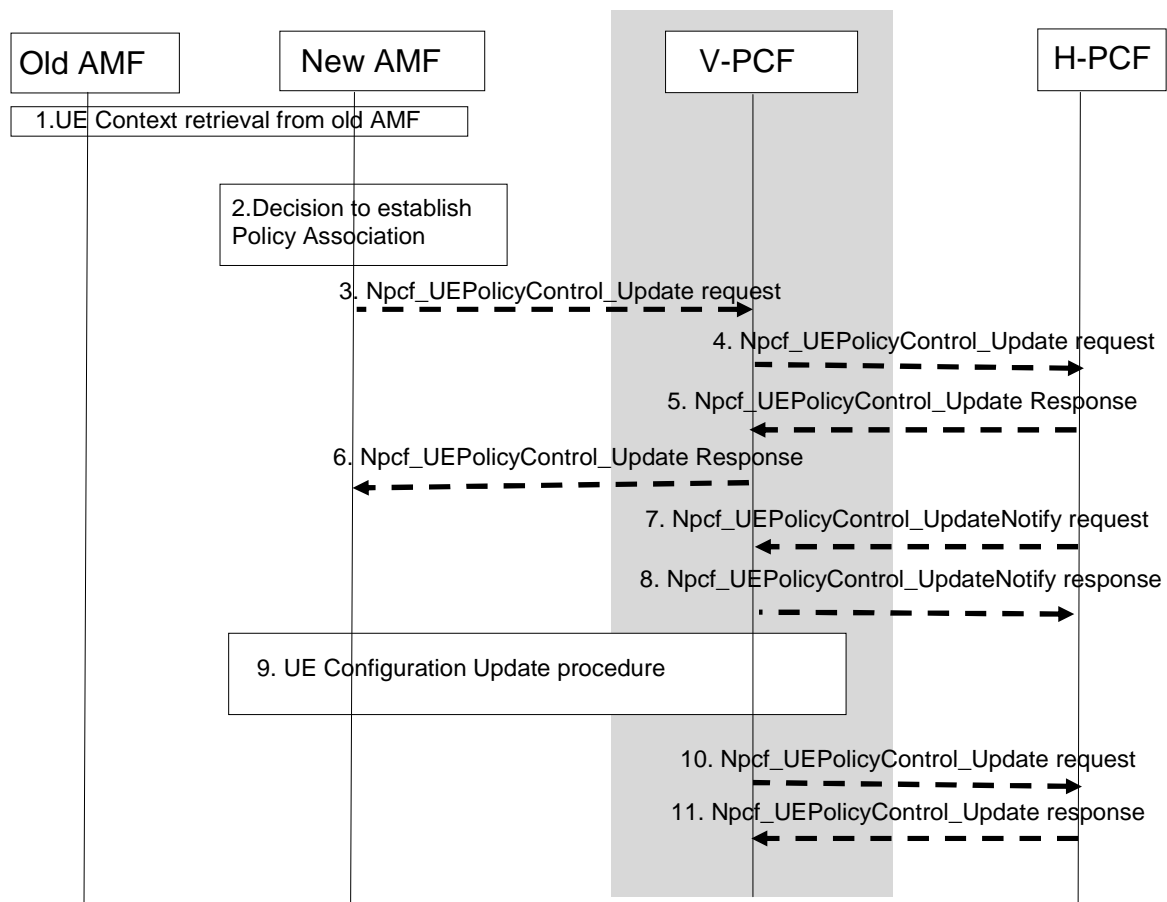 Old AMF
New AMF
V-PCF
H-PCF
1.UE Context retrieval from old AMF
2.Decision to establish
Policy Association
3. Npcf_UEPolicyControl_Update request
4. Npcf_UEPolicyControl_Update request
5. Npcf_UEPolicyControl_Update Response
6. Npcf_UEPolicyControl_Update Response
7. Npcf_UEPolicyControl_UpdateNotify request
8. Npcf_UEPolicyControl_UpdateNotify response
9. UE Configuration Update procedure
10. Npcf_UEPolicyControl_Update request
11. Npcf_UEPolicyControl_Update response